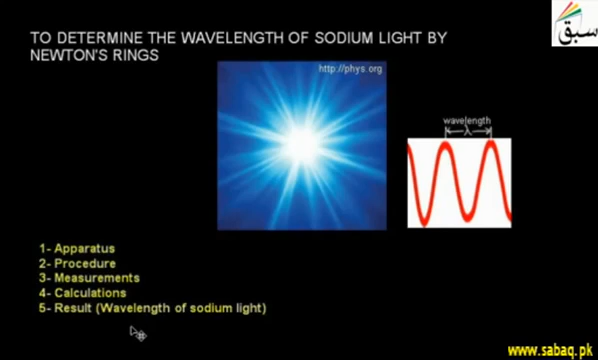 TO DETERMINE THE WAVELENGTH OF SODIUM LIGHT BY
NEWTON'S RINGS
سبق
http://phys.org
wavelength
λ
1- Apparatus
2- Procedure
3- Measurements
4- Calculations
5- Result (Wavelength of sodium light)
www.sabaq.pk